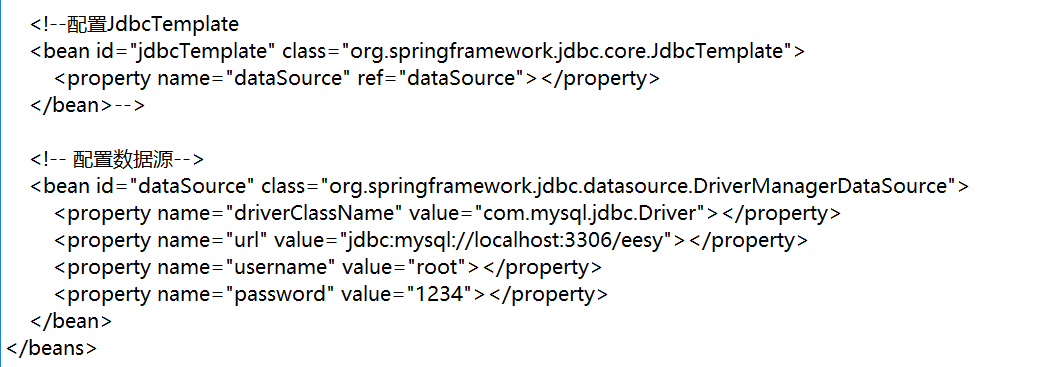 <!--配置JdbcTemplate
<bean id="jdbcTemplate" class="org.springframework.jdbc.core.JdbcTemplate">
<property name="dataSource" ref="dataSource"></property>
</bean>-->
<!-- 配置数据源-->
<bean id="dataSource" class="org.springframework.jdbc.datasource.DriverManagerDataSource">
<property name="driverClassName" value="com.mysql.jdbc.Driver"></property>
<property name="url" value="jdbc:mysql://localhost:3306/eesy"></property>
<property name="username" value="root"></property>
<property name="password" value="1234"></property>
</bean>
</beans>